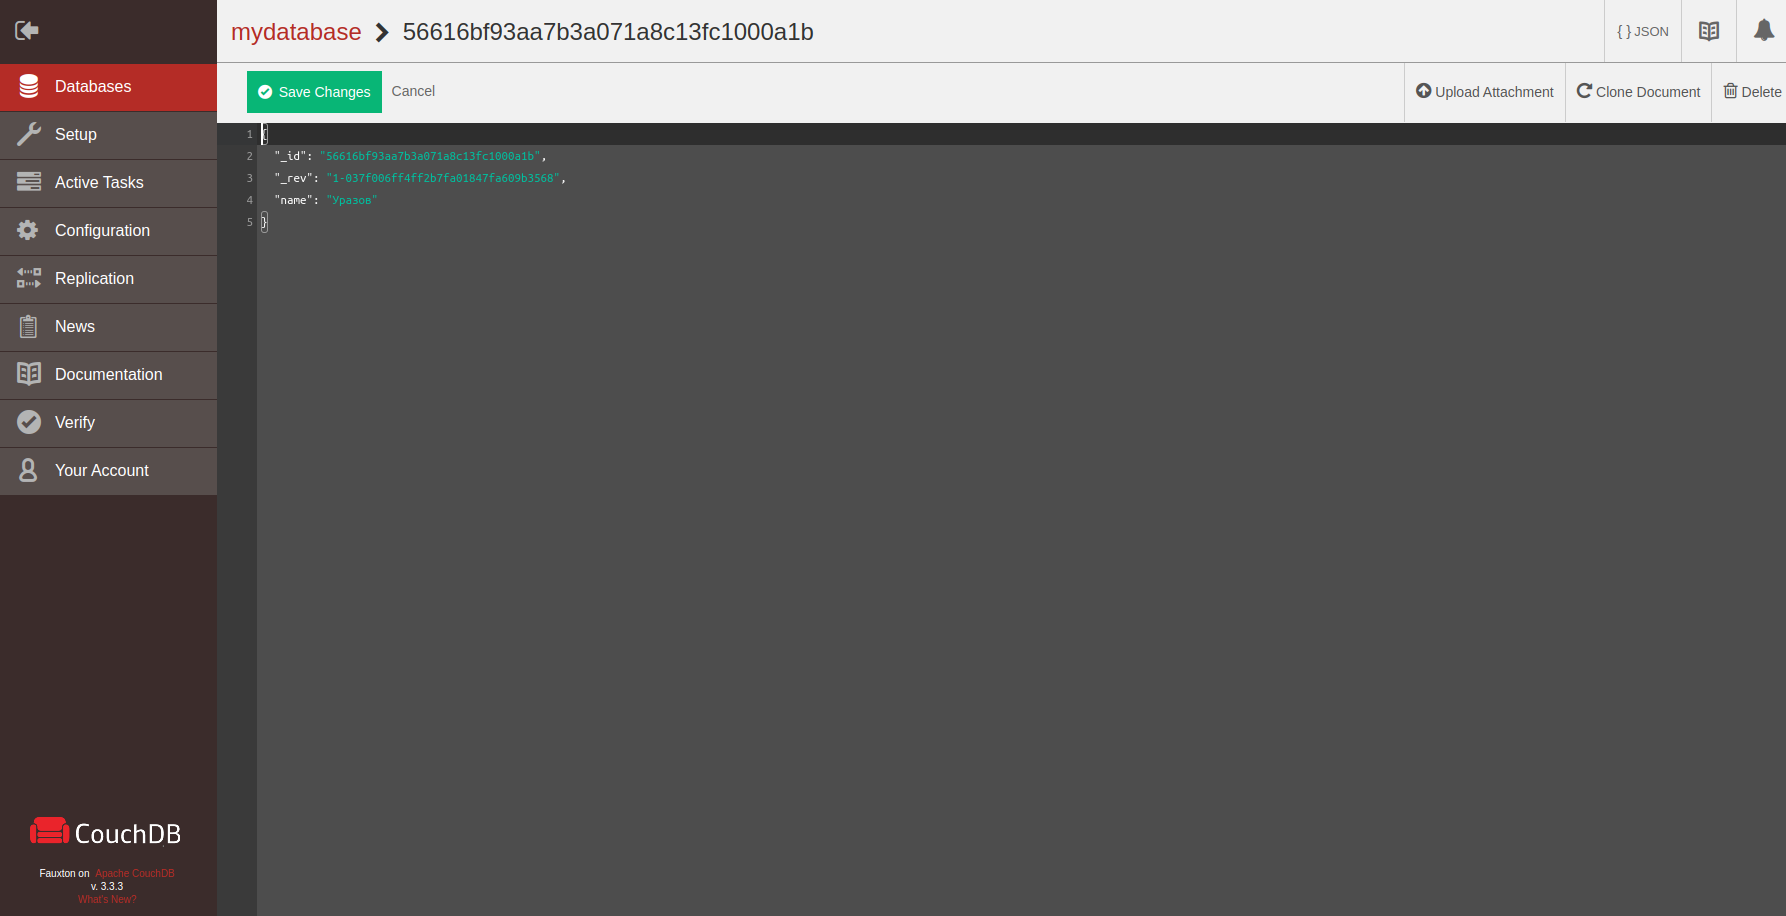 mydatabase 56616bf93aa7b3a071a8c13fc1000a1b
{ } JSON
Databases
Setup
Active Tasks
Configuration
Replication
News
Documentation
Verify
Your Account
Save Changes
Cancel
Upload Attachment
Clone Document
Delete
1 {
2 "_id": "56616bf93aa7b3a071a8c13fc1000a1b",
3 "_rev": "1-037f006ff4ff2b7fa01847fa609b3568",
4 "name": "Уразов"
5 }
CouchDB
Fauxton on Apache CouchDB
v. 3.3.3
What's New?